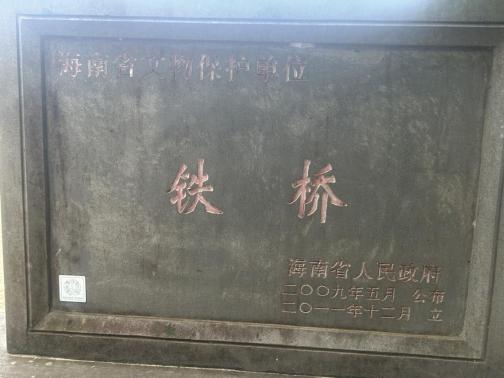 海南省文物保护单位
铁桥
海南省人民政府
二〇〇九年五月 公布
二〇一一年十二月 立